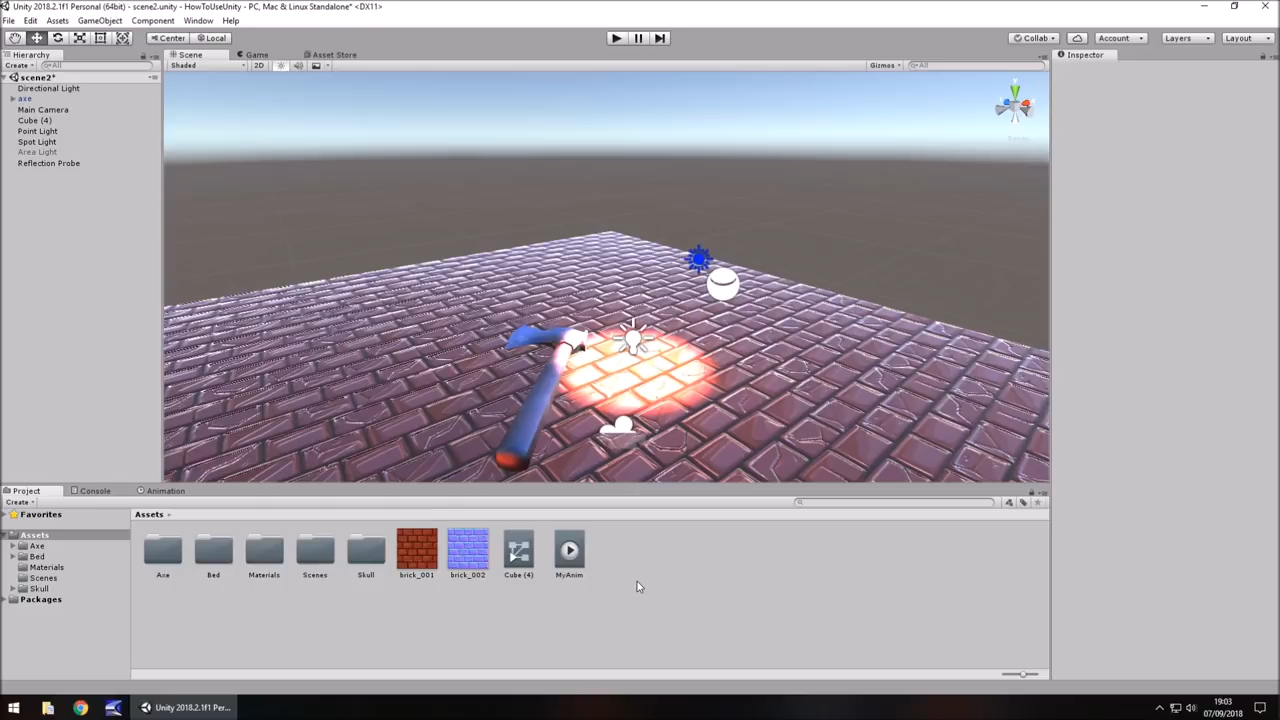 Unity 2018.2.1f1 Personal (64bit) - scene2.unity - HowToUseUnity - PC, Mac & Linux Standalone* <DX11>
File Edit Assets GameObject Component Window Help
Center Local Collab Account Layers Layout
Hierarchy Scene Game Asset Store Inspector
Create All Shaded 2D Gizmos All
scene2*
Directional Light
axe
Main Camera
Cube (4)
Point Light
Spot Light
Area Light
Reflection Probe
y
Project Console Animation
Create
Favorites
Assets
Assets
Axe
Bed
Materials
Scenes
Skull
Packages
Axe Bed Materials Scenes Skull brick_001 brick_002 Cube (4) MyAnim
Unity 2018.2.1f1 Per...
19:03
07/09/2018